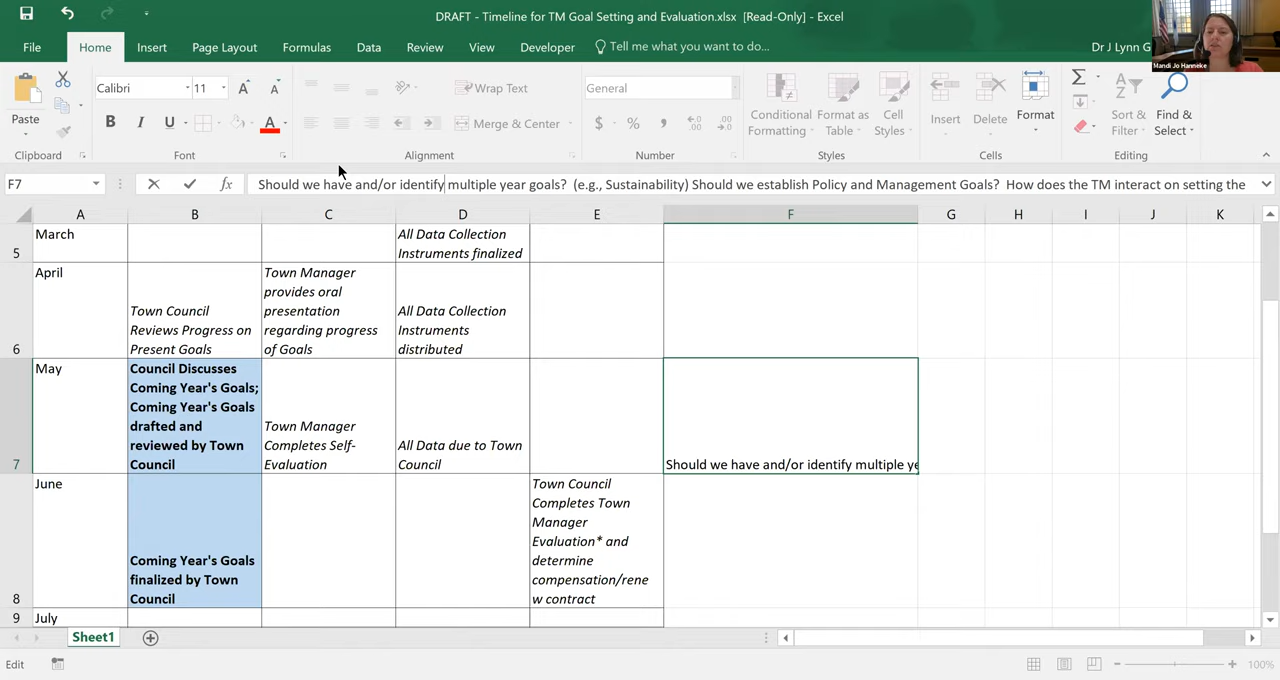 DRAFT - Timeline for TM Goal Setting and Evaluation.xlsx [Read-Only] - Excel
File Home Insert Page Layout Formulas Data Review View Developer Tell me what you want to do... Dr J Lynn G
Mandi Jo Hanneke
Calibri 11 Wrap Text General
Paste B I U Merge & Center $ % Conditional Formatting Format as Table Cell Styles Insert Delete Format Sort & Filter Find & Select
Clipboard Font Alignment Number Styles Cells Editing
F7 fx Should we have and/or identify multiple year goals? (e.g., Sustainability) Should we establish Policy and Management Goals? How does the TM interact on setting the
A B C D E F G H I J K
5 March
All Data Collection
Instruments finalized
6 April
Town Council
Reviews Progress on
Present Goals
Town Manager
provides oral
presentation
regarding progress
of Goals
All Data Collection
Instruments
distributed
7 May
Council Discusses
Coming Year's Goals;
Coming Year's Goals
drafted and
reviewed by Town
Council
Town Manager
Completes Self-
Evaluation
All Data due to Town
Council
Should we have and/or identify multiple ye
8 June
Coming Year's Goals
finalized by Town
Council
Town Council
Completes Town
Manager
Evaluation* and
determine
compensation/rene
w contract
9 July
Sheet1
Edit 100%